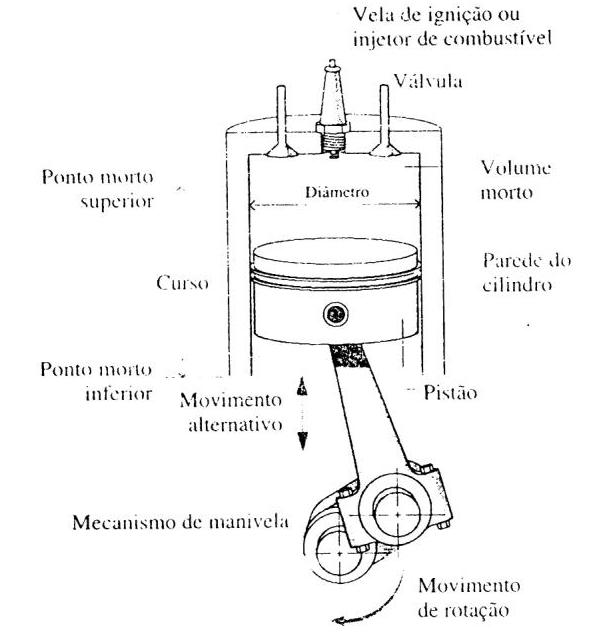 Vela de ignição ou
injetor de combustível
Válvula
Ponto morto
superior
Diâmetro
Volume
morto
Curso
Parede do
cilindro
Ponto morto
inferior
Movimento
alternativo
Pistão
Mecanismo de manivela
Movimento
de rotação